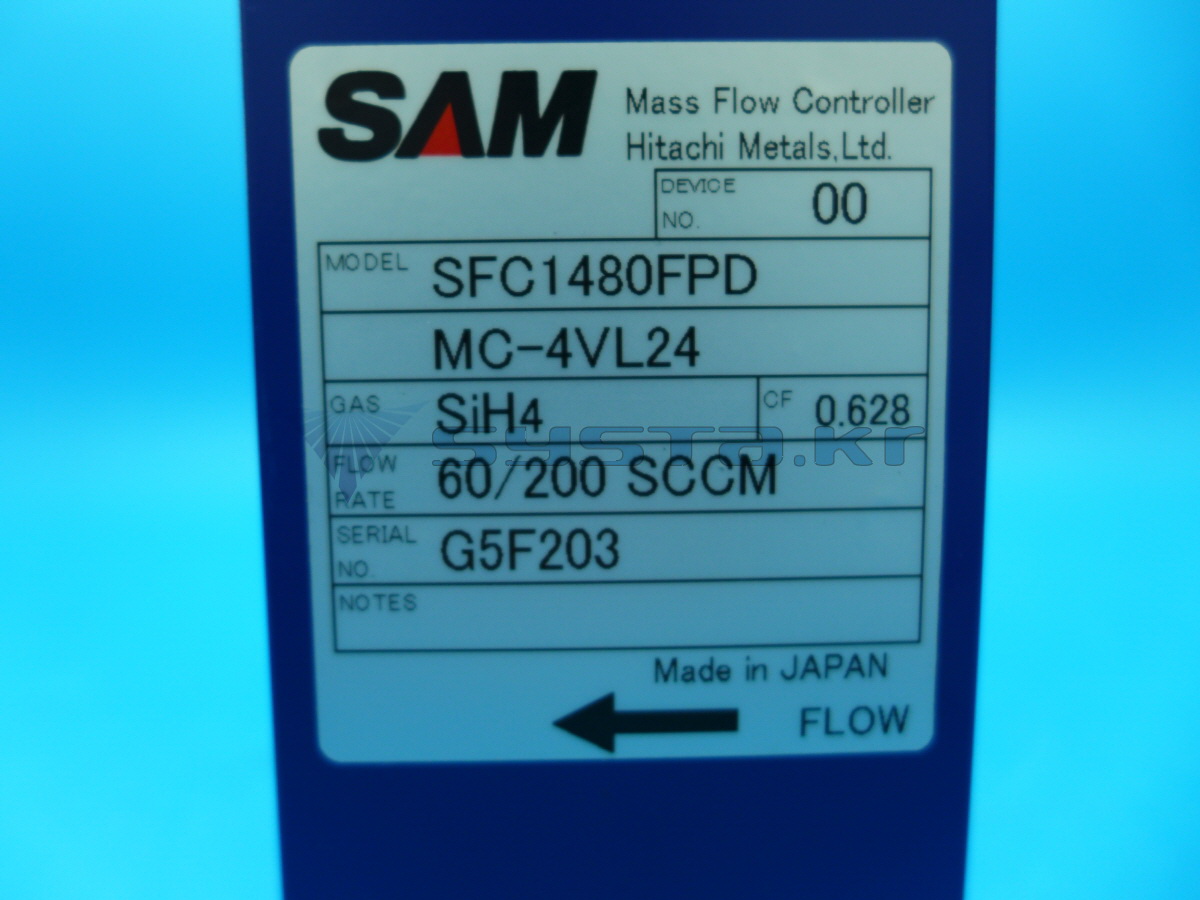 SAM
Mass Flow Controller
Hitachi Metals,Ltd.
DEVICE NO. 00
MODEL SFC1480FPD
MC-4VL24
GAS SiH4 CF 0.628
systa.kr
FLOW RATE 60/200 SCCM
SERIAL NO. G5F203
NOTES
Made in JAPAN
FLOW